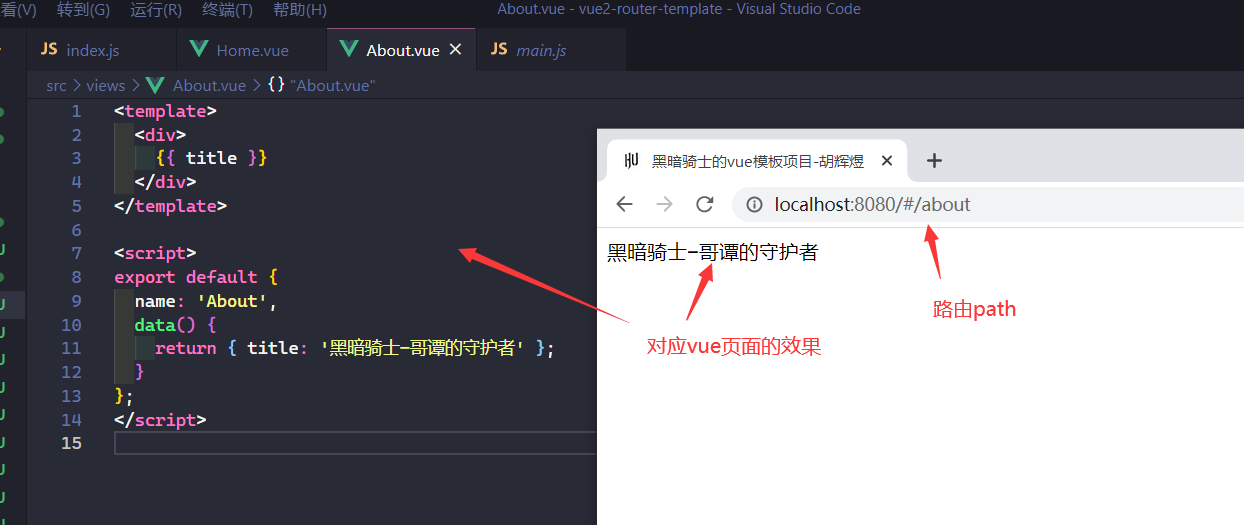 看(V) 转到(G) 运行(R) 终端(T) 帮助(H) About.vue - vue2-router-template - Visual Studio Code
JS index.js Home.vue About.vue × JS main.js
src > views > About.vue > {} "About.vue"
1 <template>
2 <div>
3 {{ title }}
4 </div>
5 </template>
6
7 <script>
8 export default {
9 name: 'About',
10 data() {
11 return { title: '黑暗骑士-哥谭的守护者' };
12 }
13 };
14 </script>
15
U
U
U
U
U
U
U
U
U
黑暗骑士的vue模板项目-胡辉煜 × +
localhost:8080/#/about
黑暗骑士-哥谭的守护者
路由path
对应vue页面的效果